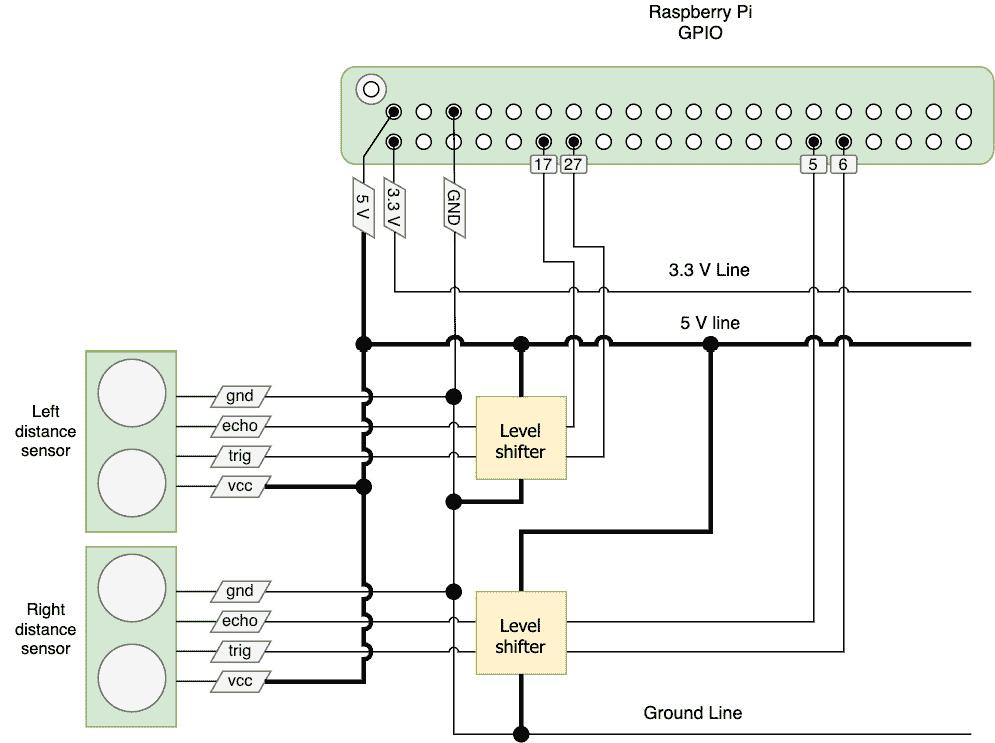 Raspberry Pi
GPIO
17
27
5
6
5 V
3.3 V
GND
3.3 V Line
5 V line
Left
distance
sensor
gnd
echo
trig
vcc
Level
shifter
Right
distance
sensor
gnd
echo
trig
vcc
Level
shifter
Ground Line